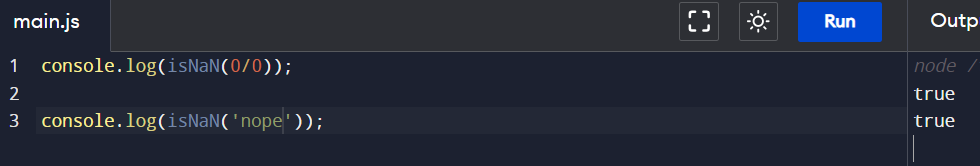 main.js Run Outp
1 console.log(isNaN(0/0)); node /
2 true
3 console.log(isNaN('nope')); true